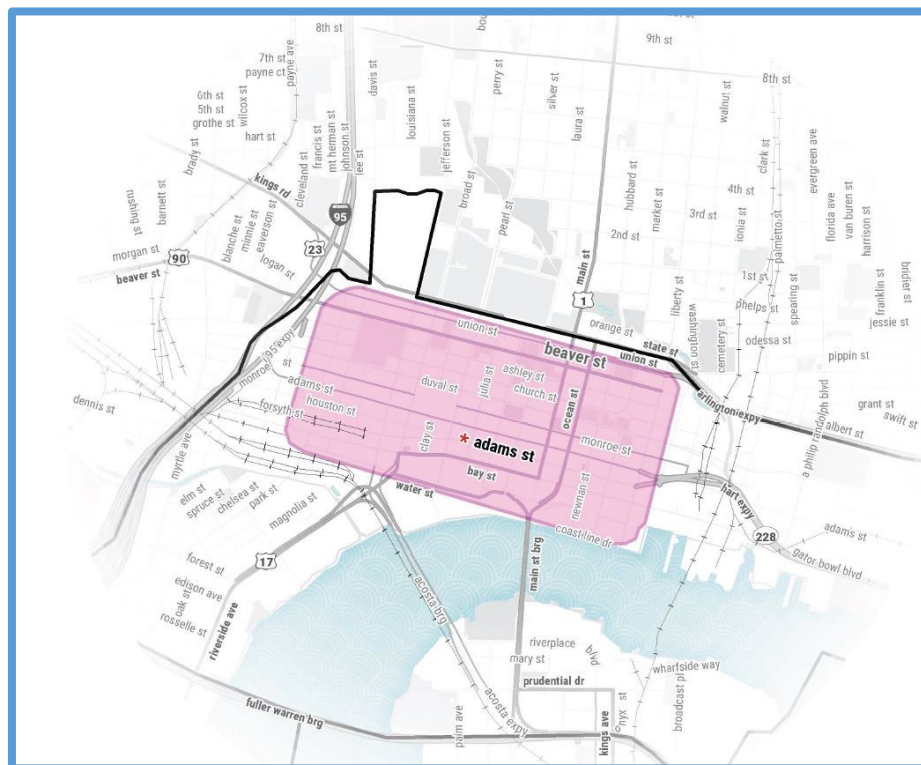 8th st
9th st
7th st
payne ct
payne ave
davis st
perry st
silver st
laura st
walnut st
8th st
6th st
5th st
grothe st
wilcox st
hart st
brady st
cleveland st
francis st
mt herman st
johnson st
lee st
louisiana st
jefferson st
broad st
pearl st
clark st
palmetto st
evergreen ave
kings rd
95
23
90
rushing st
barnett st
morgan st
beaver st
blanche st
minnie st
eaverson st
logan st
hubbard st
market st
4th st
3rd st
2nd st
ionia st
1st st
florida ave
van buren st
harrison st
main st
1
liberty st
washington st
cemetery st
phelps st
spearing st
odessa st
franklin st
bridier st
jessie st
pippin st
union st
orange st
state st
union st
beaver st
ashley st
church st
julia st
duval st
ocean st
arlington expy
grant st
albert st
swift st
a philip randolph blvd
i95 expy
monroe st
st
adams st
houston st
forsyth st
dennis st
myrtle ave
clay st
* adams st
monroe st
bay st
water st
newnan st
coast line dr
hart expy
228
adam's st
gator bowl blvd
elm st
spruce st
chelsea st
park st
magnolia st
forest st
17
edison ave
oak st
rosselle st
riverside ave
acosta brg
main st brg
riverplace
blvd
mary st
prudential dr
wharfside way
broadcast pl
fuller warren brg
palm ave
acosta expy
kings ave
onyx st